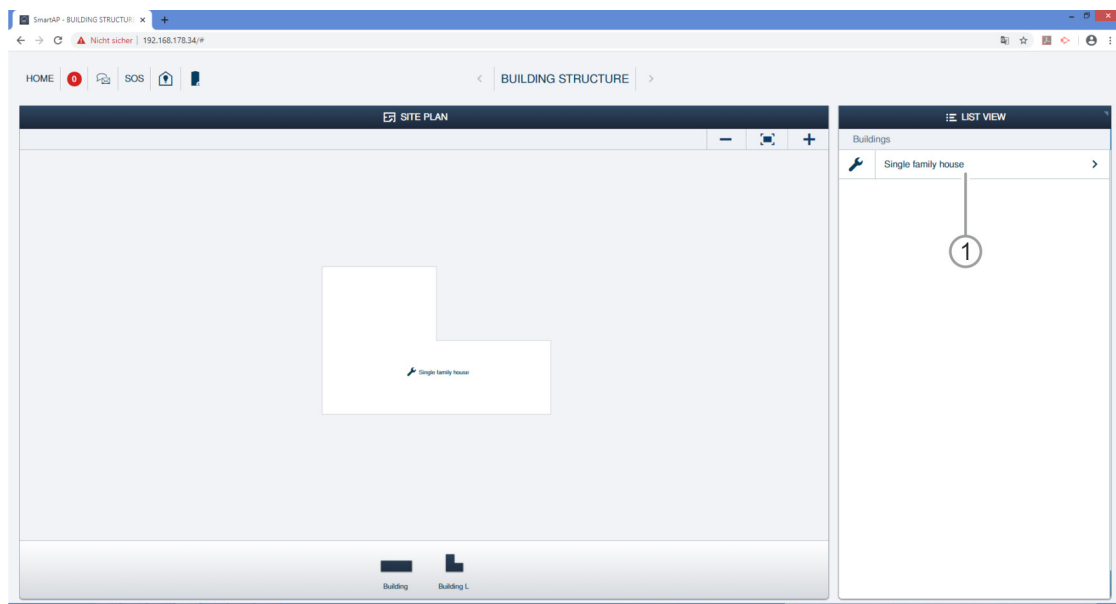 SmartAP - BUILDING STRUCTUR
Nicht sicher | 192.168.178.34/#
HOME 0 SOS < BUILDING STRUCTURE >
SITE PLAN
LIST VIEW
Buildings
Single family house
1
Single family house
Building Building L